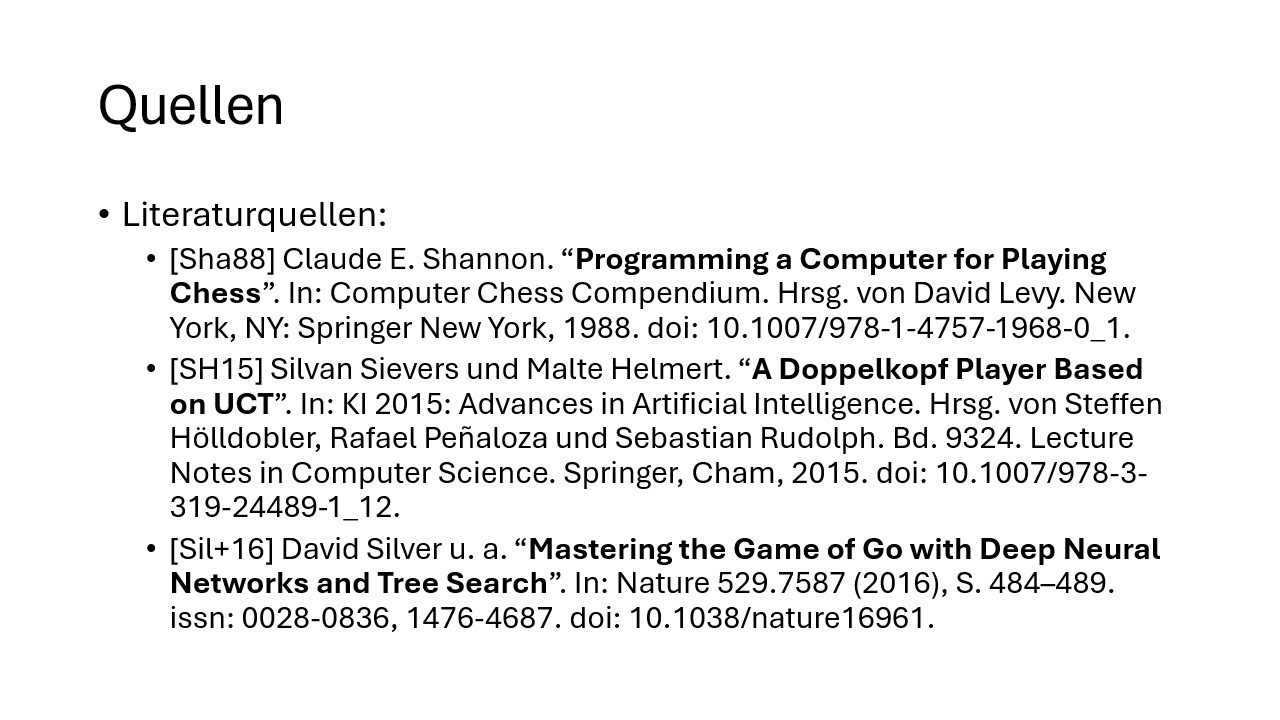 Quellen
• Literaturquellen:
• [Sha88] Claude E. Shannon. “Programming a Computer for Playing
Chess”. In: Computer Chess Compendium. Hrsg. von David Levy. New
York, NY: Springer New York, 1988. doi: 10.1007/978-1-4757-1968-0_1.
• [SH15] Silvan Sievers und Malte Helmert. “A Doppelkopf Player Based
on UCT”. In: KI 2015: Advances in Artificial Intelligence. Hrsg. von Steffen
Hölldobler, Rafael Peñaloza und Sebastian Rudolph. Bd. 9324. Lecture
Notes in Computer Science. Springer, Cham, 2015. doi: 10.1007/978-3-
319-24489-1_12.
• [Sil+16] David Silver u. a. “Mastering the Game of Go with Deep Neural
Networks and Tree Search”. In: Nature 529.7587 (2016), S. 484–489.
issn: 0028-0836, 1476-4687. doi: 10.1038/nature16961.